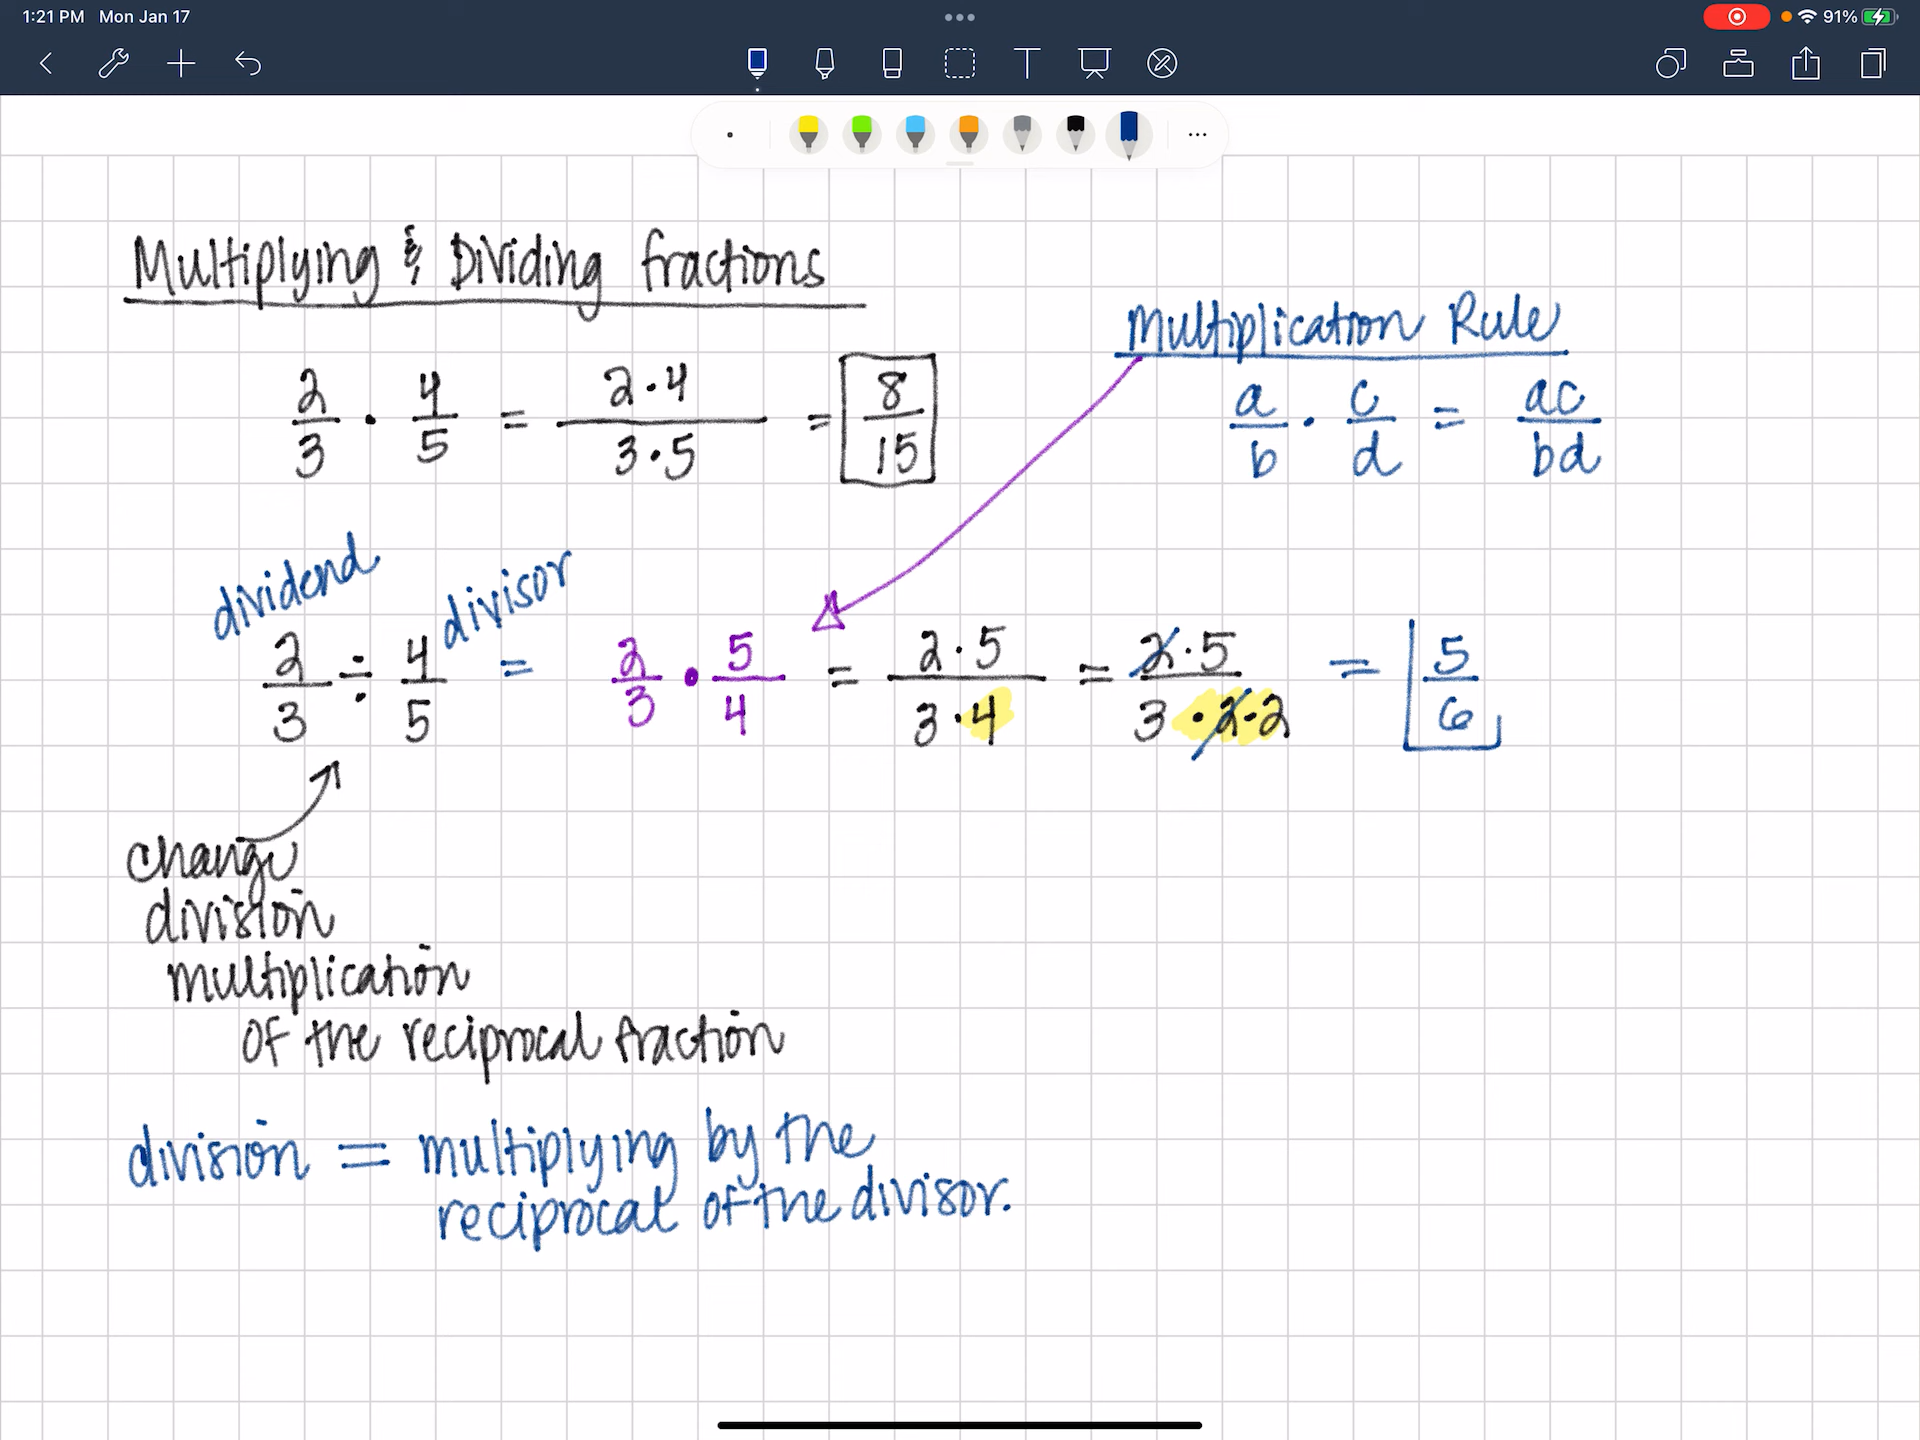 1:21 PM Mon Jan 17
91%
T
Multiplying & Dividing fractions
Multiplication Rule
2/3 · 4/5 = 2·4/3·5 = 8/15
a/b · c/d = ac/bd
dividend divisor
2/3 ÷ 4/5 = 2/3 · 5/4 = 2·5/3·4 = 2·5/3·2·2 = 5/6
change
division
multiplication
of the reciprocal fraction
division = multiplying by the
reciprocal of the divisor.